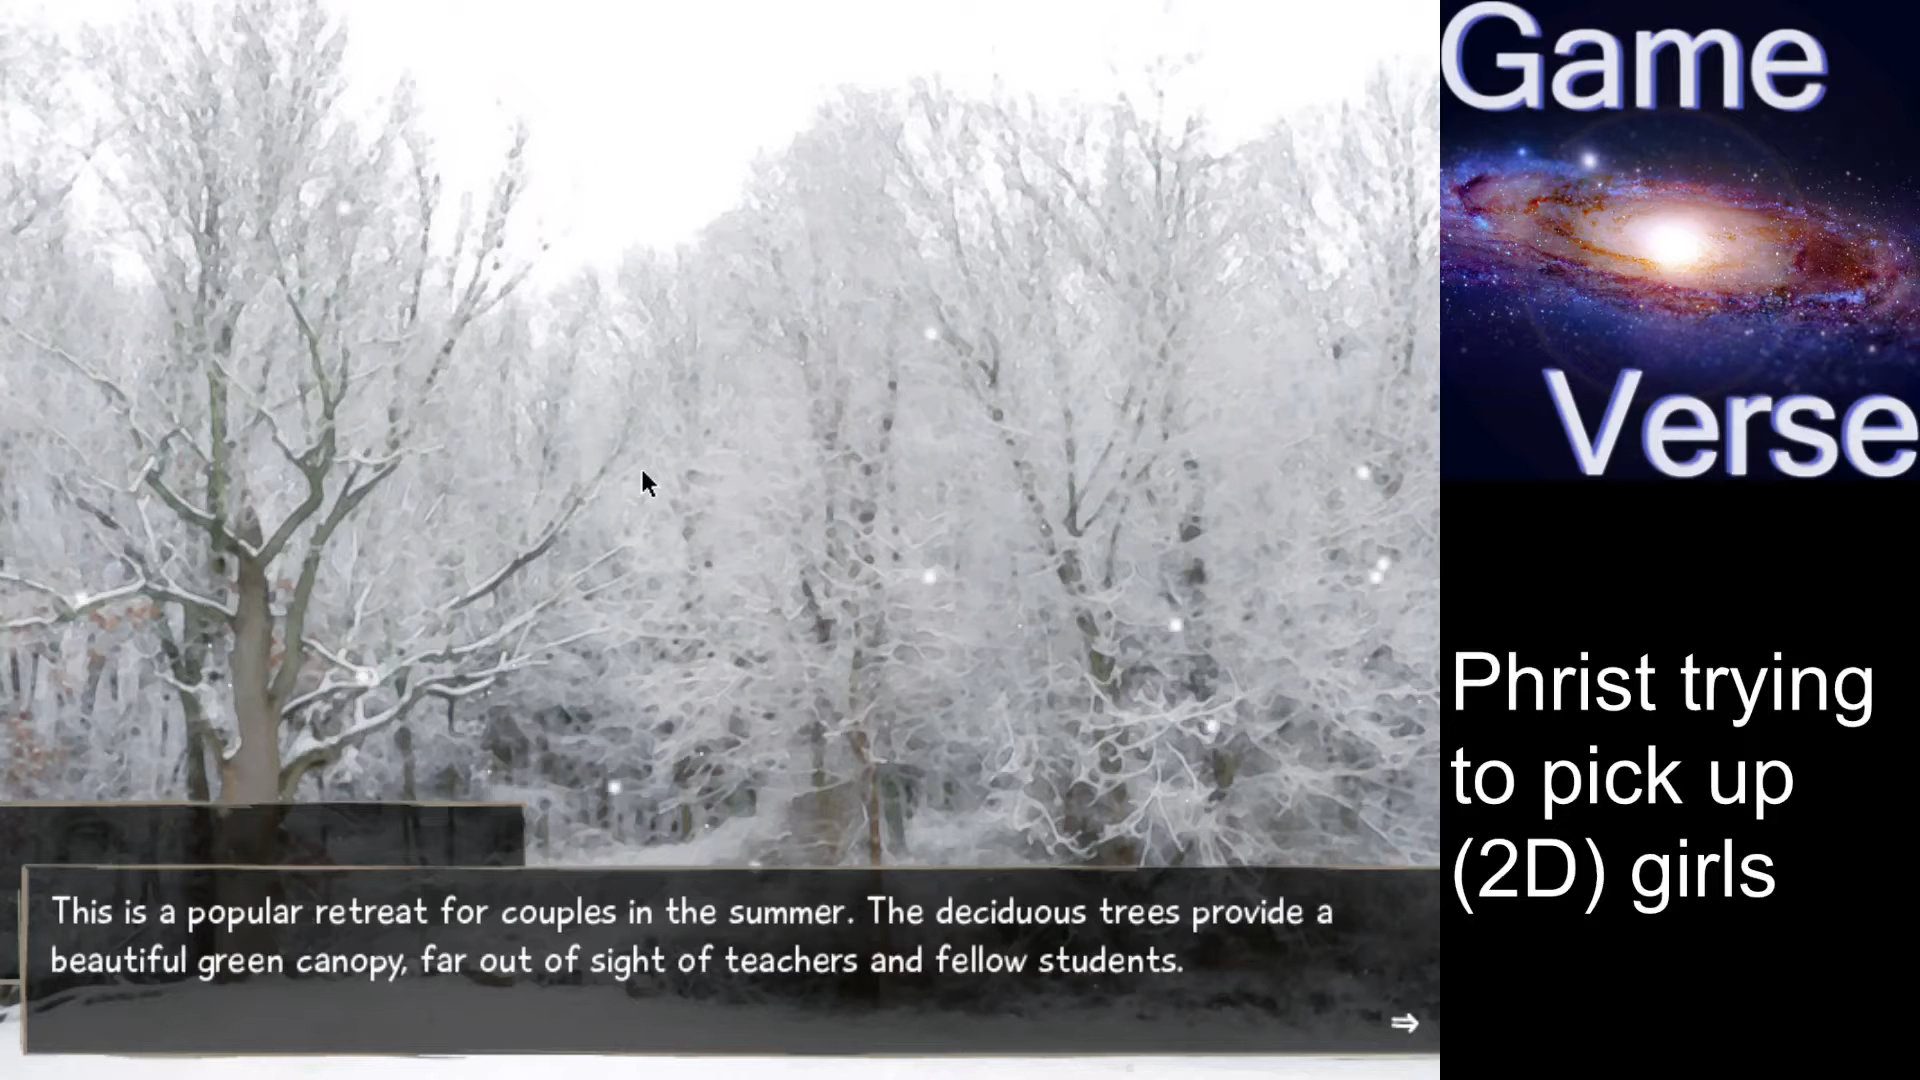 Game
Verse
Phrist trying
to pick up
(2D) girls
This is a popular retreat for couples in the summer. The deciduous trees provide a
beautiful green canopy, far out of sight of teachers and fellow students.